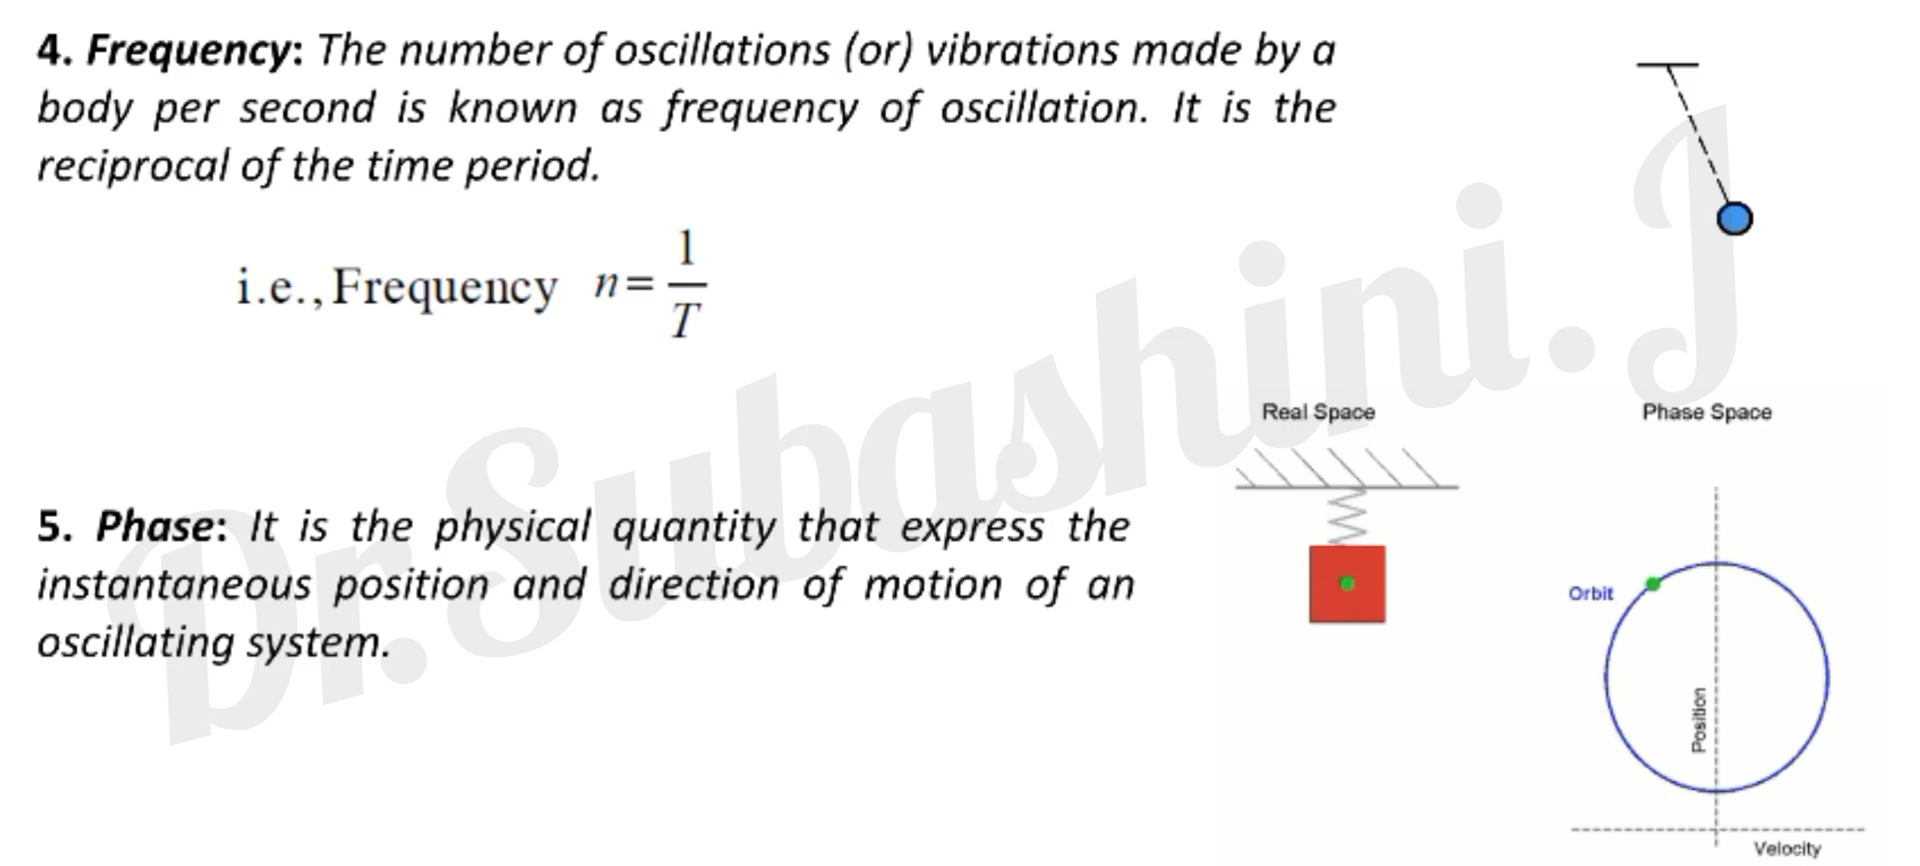 4. Frequency: The number of oscillations (or) vibrations made by a
body per second is known as frequency of oscillation. It is the
reciprocal of the time period.
i.e., Frequency n = 1/T
Real Space
Phase Space
5. Phase: It is the physical quantity that express the
instantaneous position and direction of motion of an
oscillating system.
Orbit
Position
Velocity
Dr.Subashini.J